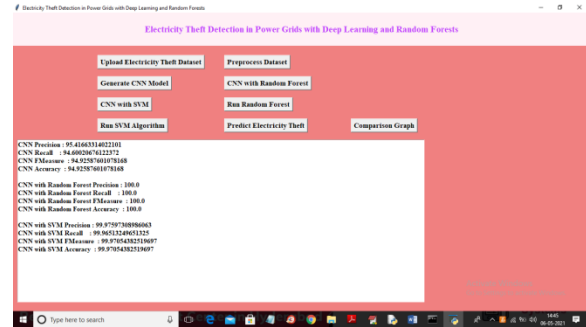 Electricity Theft Detection in Power Grids with Deep Learning and Random Forests
Electricity Theft Detection in Power Grids with Deep Learning and Random Forests
Upload Electricity Theft Dataset Preprocess Dataset
Generate CNN Model CNN with Random Forest
CNN with SVM Run Random Forest
Run SVM Algorithm Predict Electricity Theft Comparison Graph
CNN Precision : 95.41663314022101
CNN Recall : 94.60020676122372
CNN FMeasure : 94.92587601078168
CNN Accuracy : 94.92587601078168
CNN with Random Forest Precision : 100.0
CNN with Random Forest Recall : 100.0
CNN with Random Forest FMeasure : 100.0
CNN with Random Forest Accuracy : 100.0
CNN with SVM Precision : 99.97597308986063
CNN with SVM Recall : 99.96513249651325
CNN with SVM FMeasure : 99.97054382519697
CNN with SVM Accuracy : 99.97054382519697
Type here to search
14:45
06-05-2021